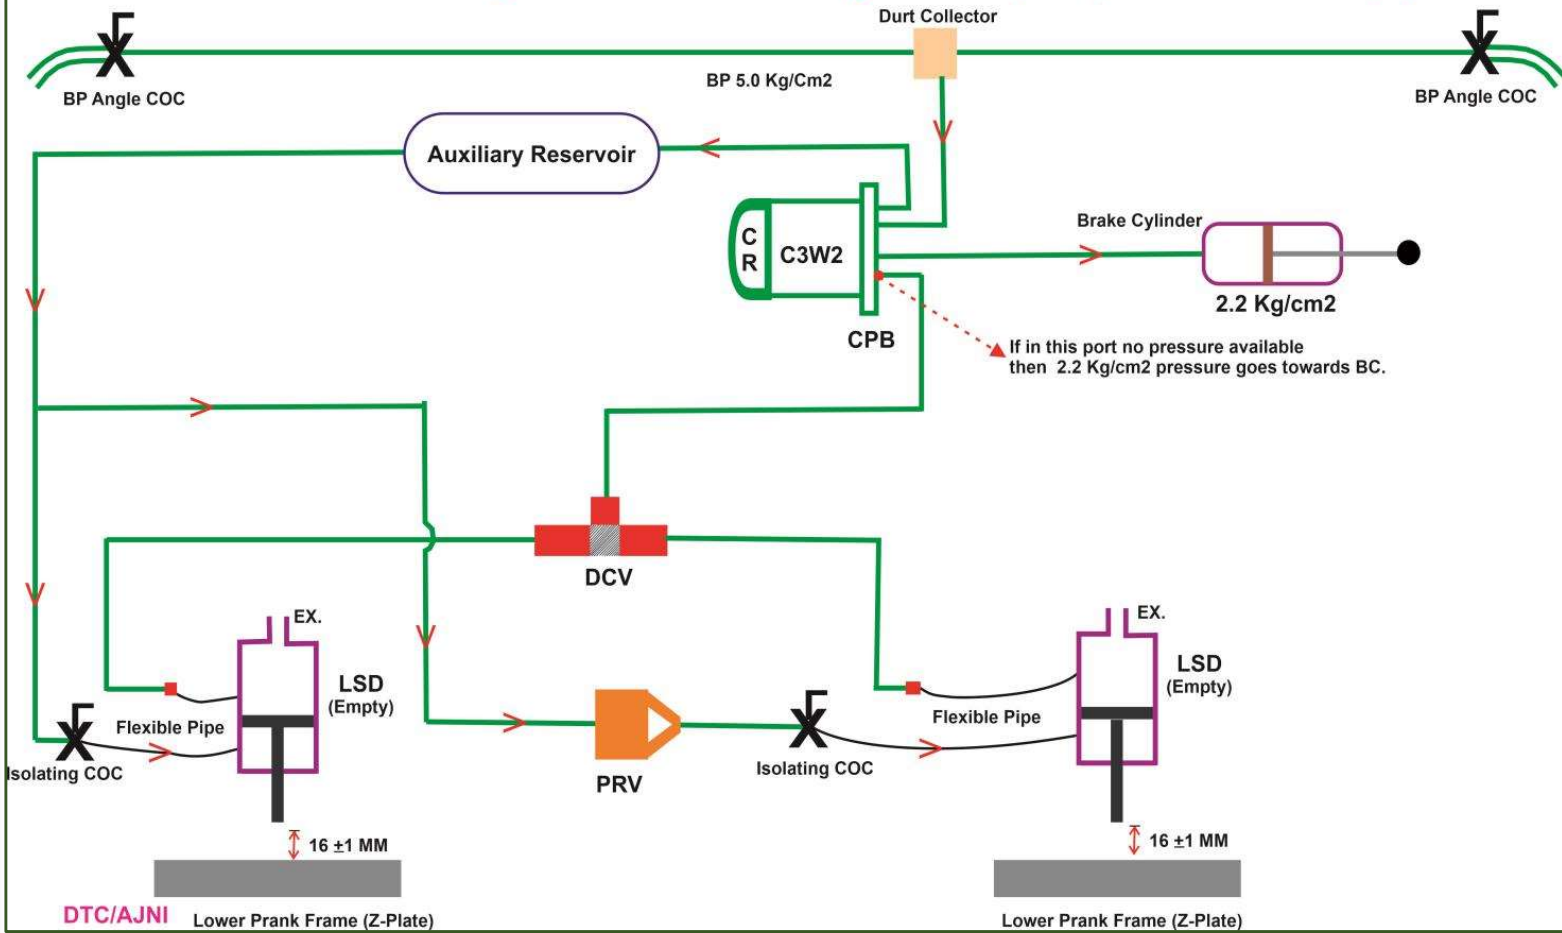 Durt Collector
BP 5.0 Kg/Cm2
BP Angle COC
BP Angle COC
Auxiliary Reservoir
C
R
C3W2
CPB
Brake Cylinder
2.2 Kg/cm2
If in this port no pressure available
then 2.2 Kg/cm2 pressure goes towards BC.
DCV
EX.
LSD
(Empty)
Flexible Pipe
Isolating COC
PRV
Isolating COC
EX.
LSD
(Empty)
Flexible Pipe
16 ±1 MM
16 ±1 MM
DTC/AJNI
Lower Prank Frame (Z-Plate)
Lower Prank Frame (Z-Plate)